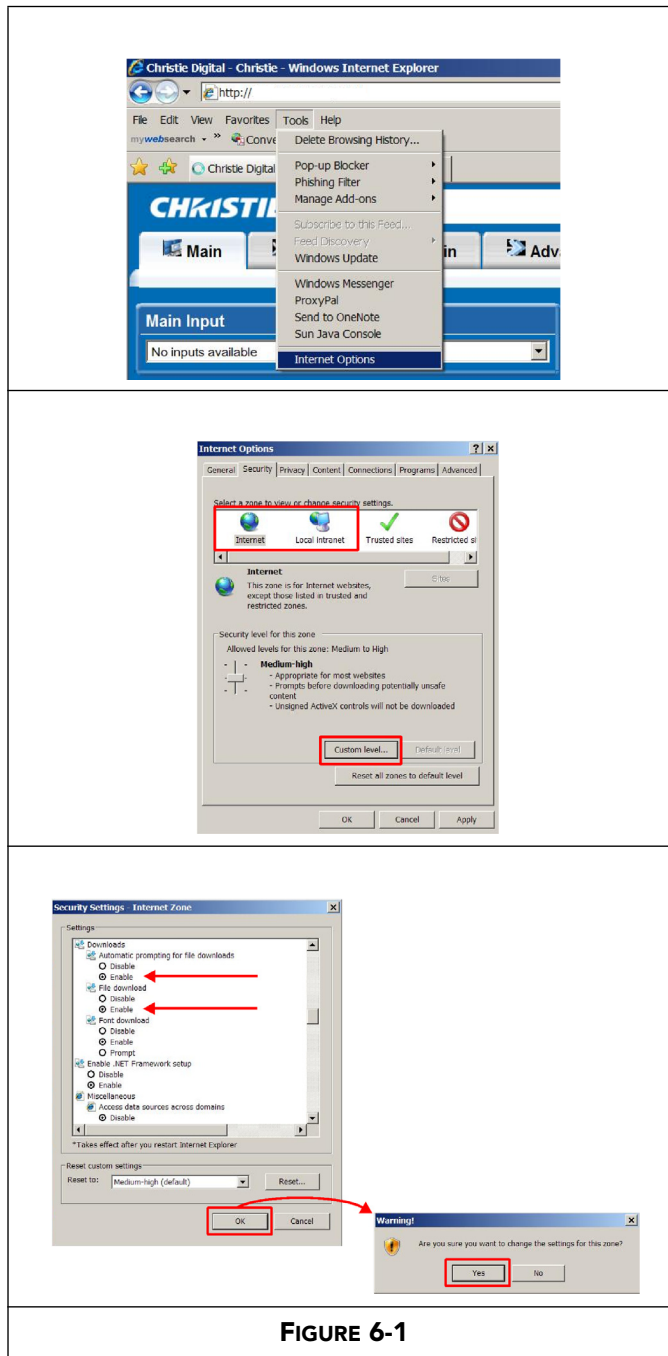 Christie Digital - Christie - Windows Internet Explorer
http://
File Edit View Favorites Tools Help
mywebsearch » Conve
Delete Browsing History...
Christie Digital
Pop-up Blocker
Phishing Filter
Manage Add-ons
CHRISTIE
Subscribe to this Feed...
Feed Discovery
Windows Update
Main
in
Adv
Windows Messenger
ProxyPal
Send to OneNote
Sun Java Console
Internet Options
Main Input
No inputs available
Internet Options
General Security Privacy Content Connections Programs Advanced
Select a zone to view or change security settings.
Internet Local intranet Trusted sites Restricted si
Internet
This zone is for Internet websites,
except those listed in trusted and
restricted zones.
Sites
Security level for this zone
Allowed levels for this zone: Medium to High
Medium-high
- Appropriate for most websites
- Prompts before downloading potentially unsafe
content
- Unsigned ActiveX controls will not be downloaded
Custom level... Default level
Reset all zones to default level
OK Cancel Apply
Security Settings - Internet Zone
Settings
Downloads
Automatic prompting for file downloads
Disable
Enable
File download
Disable
Enable
Font download
Disable
Enable
Prompt
Enable .NET Framework setup
Disable
Enable
Miscellaneous
Access data sources across domains
Disable
*Takes effect after you restart Internet Explorer
Reset custom settings
Reset to: Medium-high (default) Reset...
OK Cancel
Warning!
Are you sure you want to change the settings for this zone?
Yes No
FIGURE 6-1